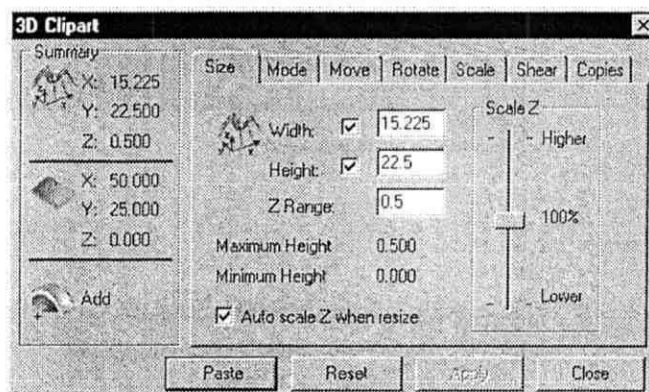 3D Clipart
Summary
X: 15.225
Y: 22.500
Z: 0.500
X: 50.000
Y: 25.000
Z: 0.000
Add
Size Mode Move Rotate Scale Shear Copies
Width: 15.225
Height: 22.5
Z Range: 0.5
Maximum Height 0.500
Minimum Height 0.000
Auto scale Z when resize
Scale Z
Higher
100%
Lower
Paste Reset Apply Close